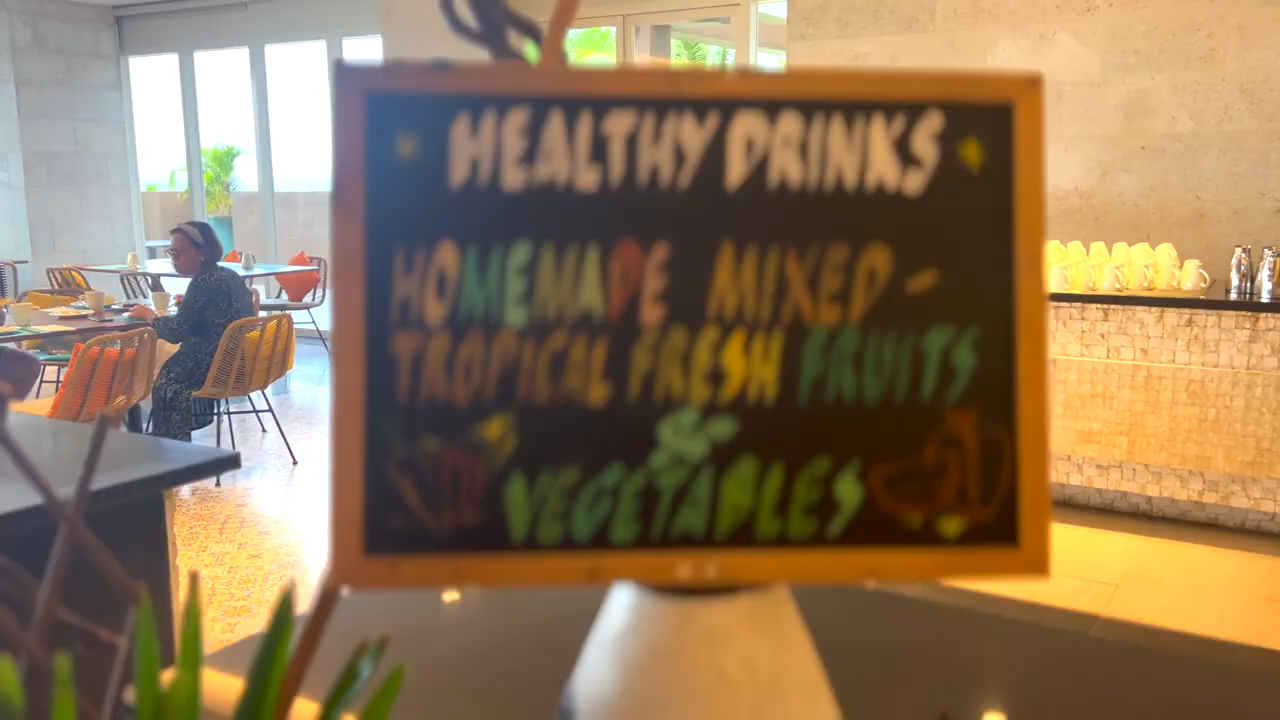 HEALTHY DRINKS
HOMEMADE MIXED-
TROPICAL FRESH FRUITS
VEGETABLES